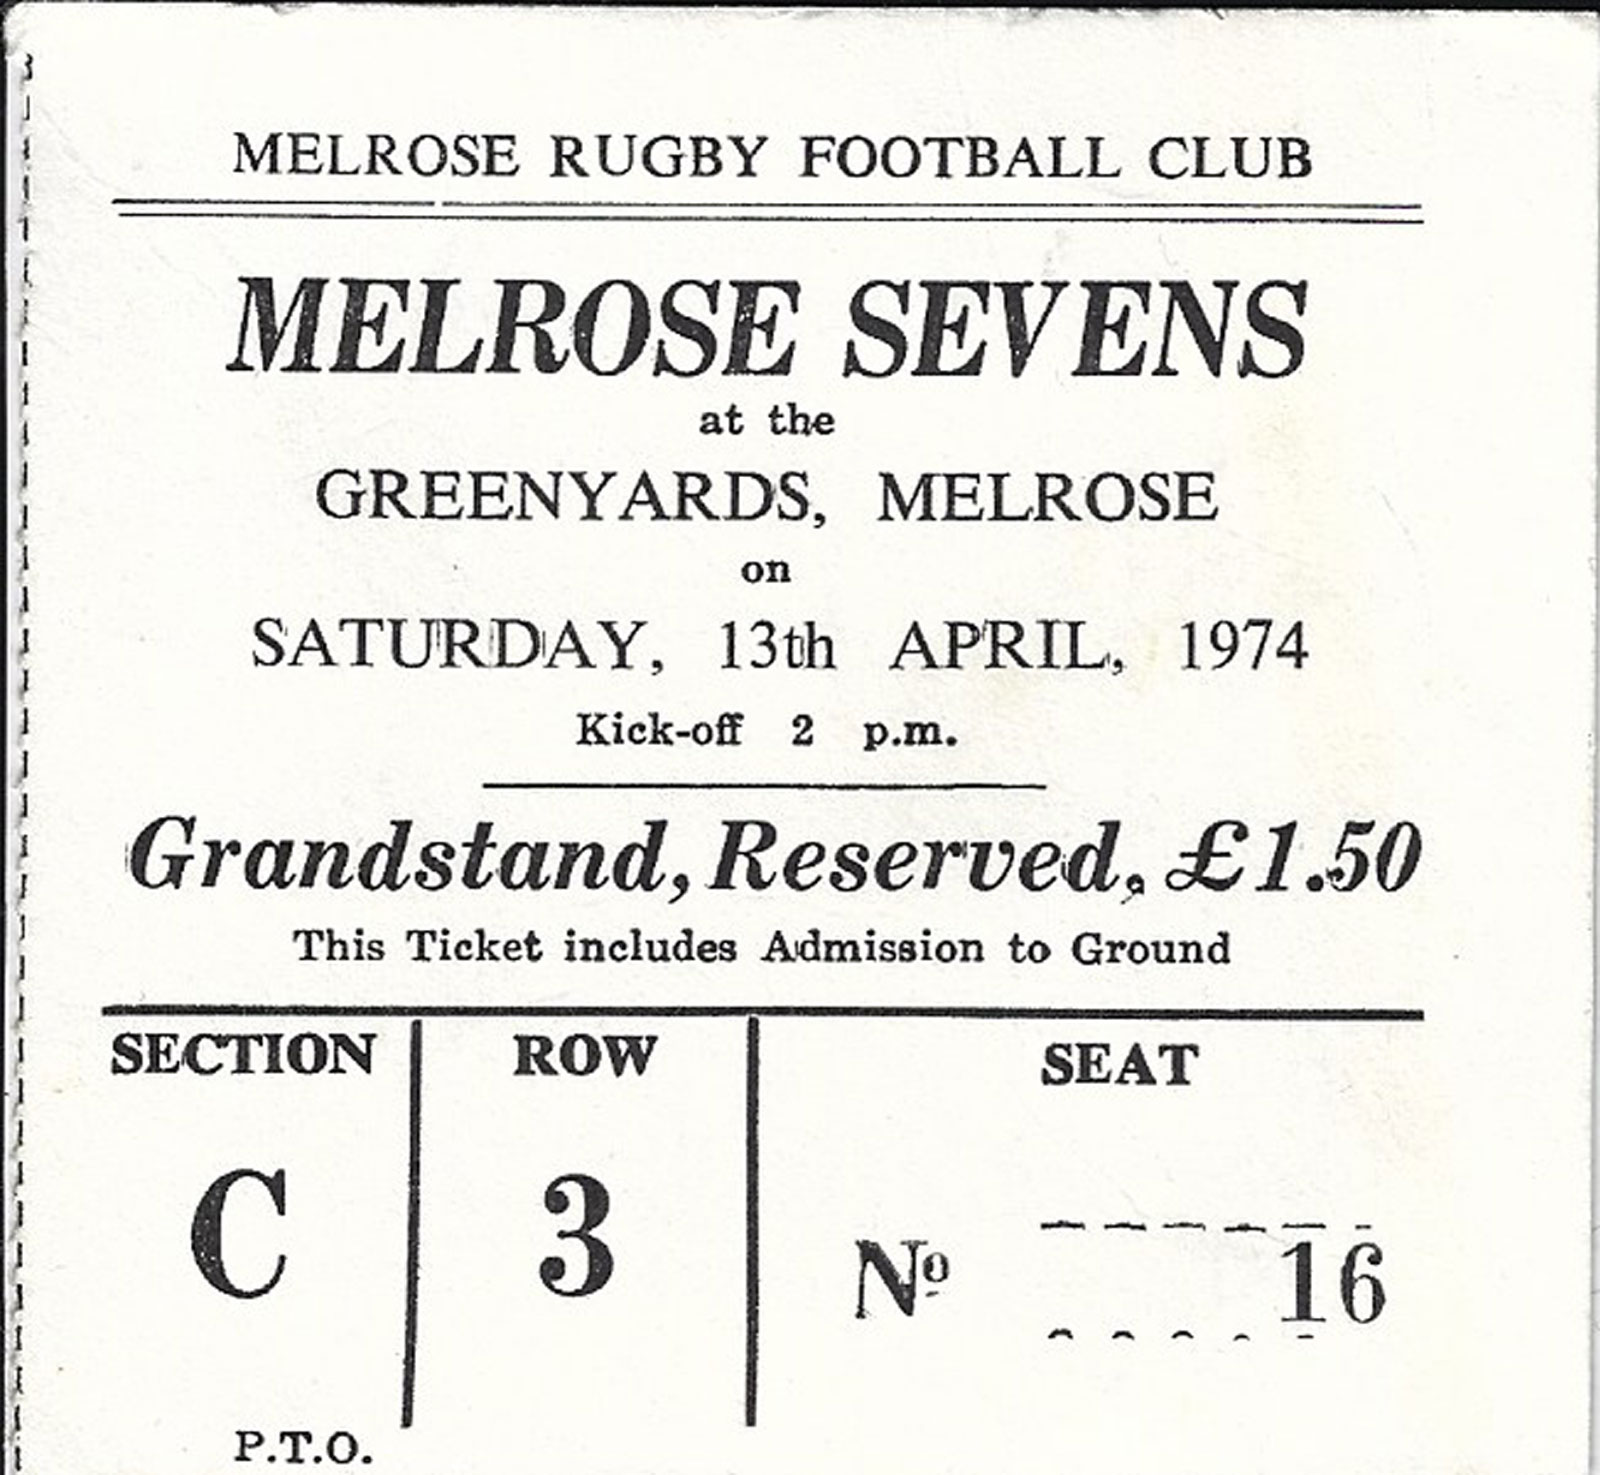 MELROSE RUGBY FOOTBALL CLUB
MELROSE SEVENS
at the
GREENYARDS, MELROSE
on
SATURDAY, 13th APRIL, 1974
Kick-off 2 p.m.
Grandstand, Reserved, £1.50
This Ticket includes Admission to Ground
SECTION ROW SEAT
C 3 Nº 16
P.T.O.